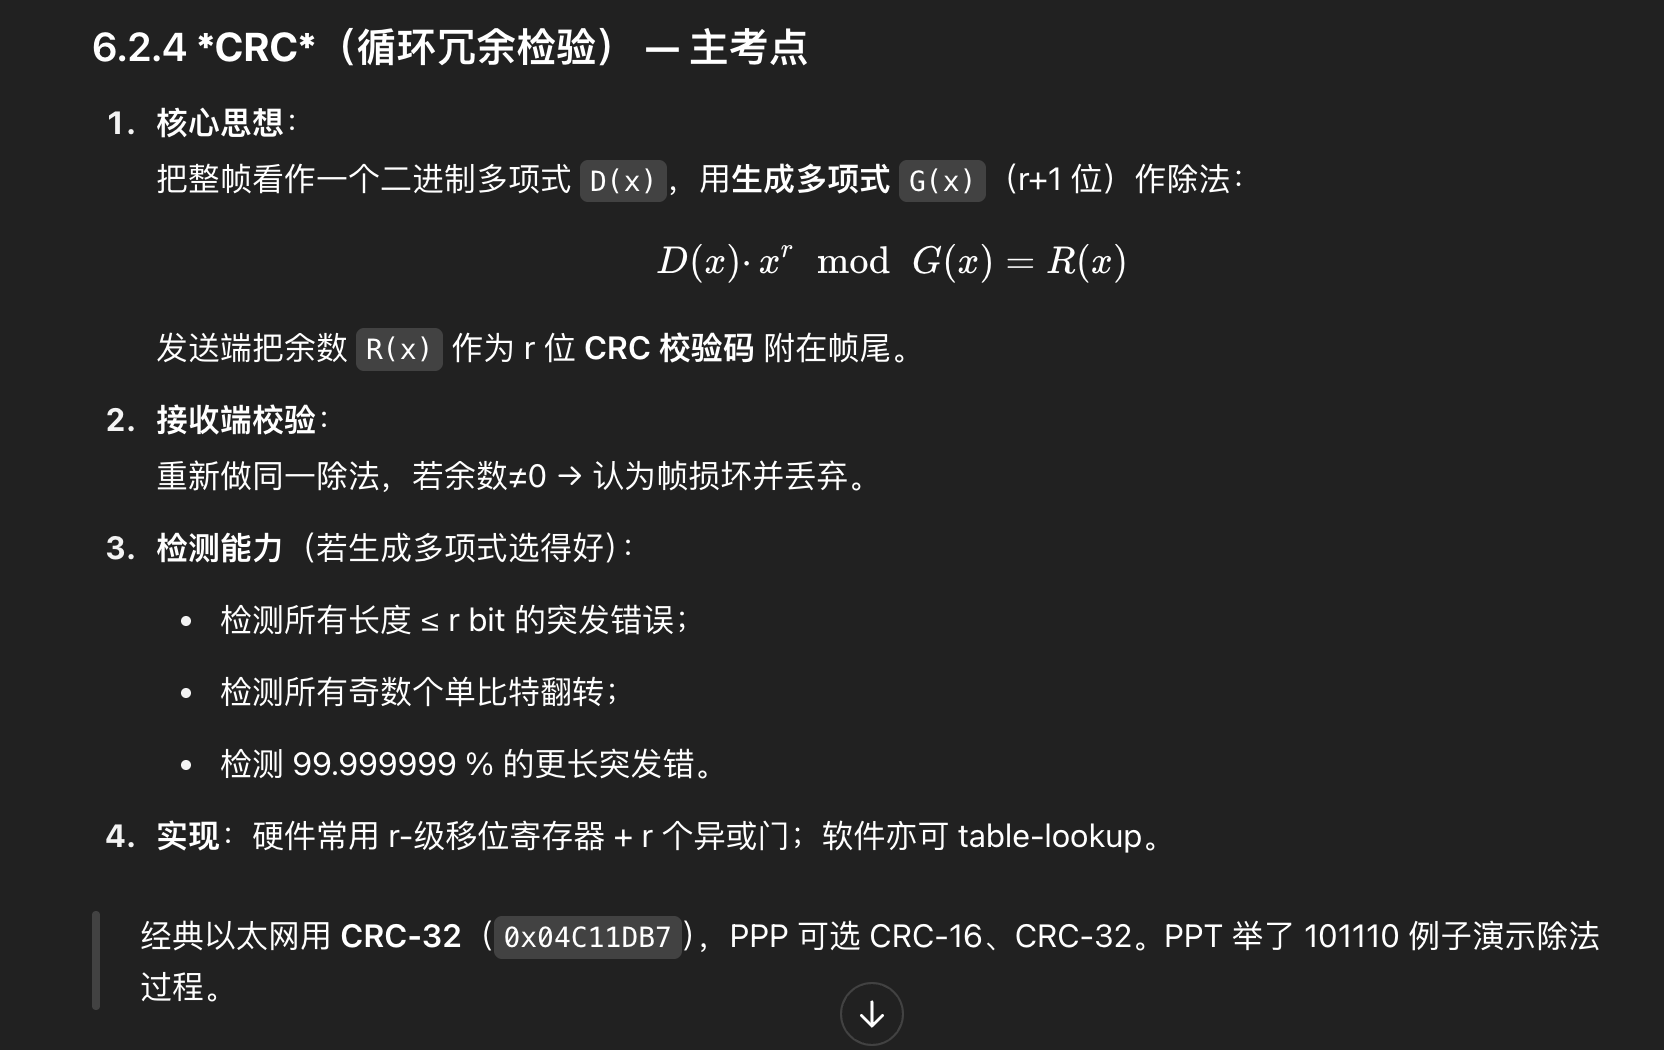 6.2.4 *CRC*（循环冗余检验） — 主考点
1. 核心思想：
把整帧看作一个二进制多项式 D(x)，用生成多项式 G(x)（r+1 位）作除法：
D(x)· x^r mod G(x) = R(x)
发送端把余数 R(x) 作为 r 位 CRC 校验码 附在帧尾。
2. 接收端校验：
重新做同一除法，若余数≠0 → 认为帧损坏并丢弃。
3. 检测能力（若生成多项式选得好）：
• 检测所有长度 ≤ r bit 的突发错误；
• 检测所有奇数个单比特翻转；
• 检测 99.999999 % 的更长突发错。
4. 实现：硬件常用 r-级移位寄存器 + r 个异或门；软件亦可 table-lookup。
经典以太网用 CRC-32（0x04C11DB7），PPP 可选 CRC-16、CRC-32。PPT 举了 101110 例子演示除法
过程。